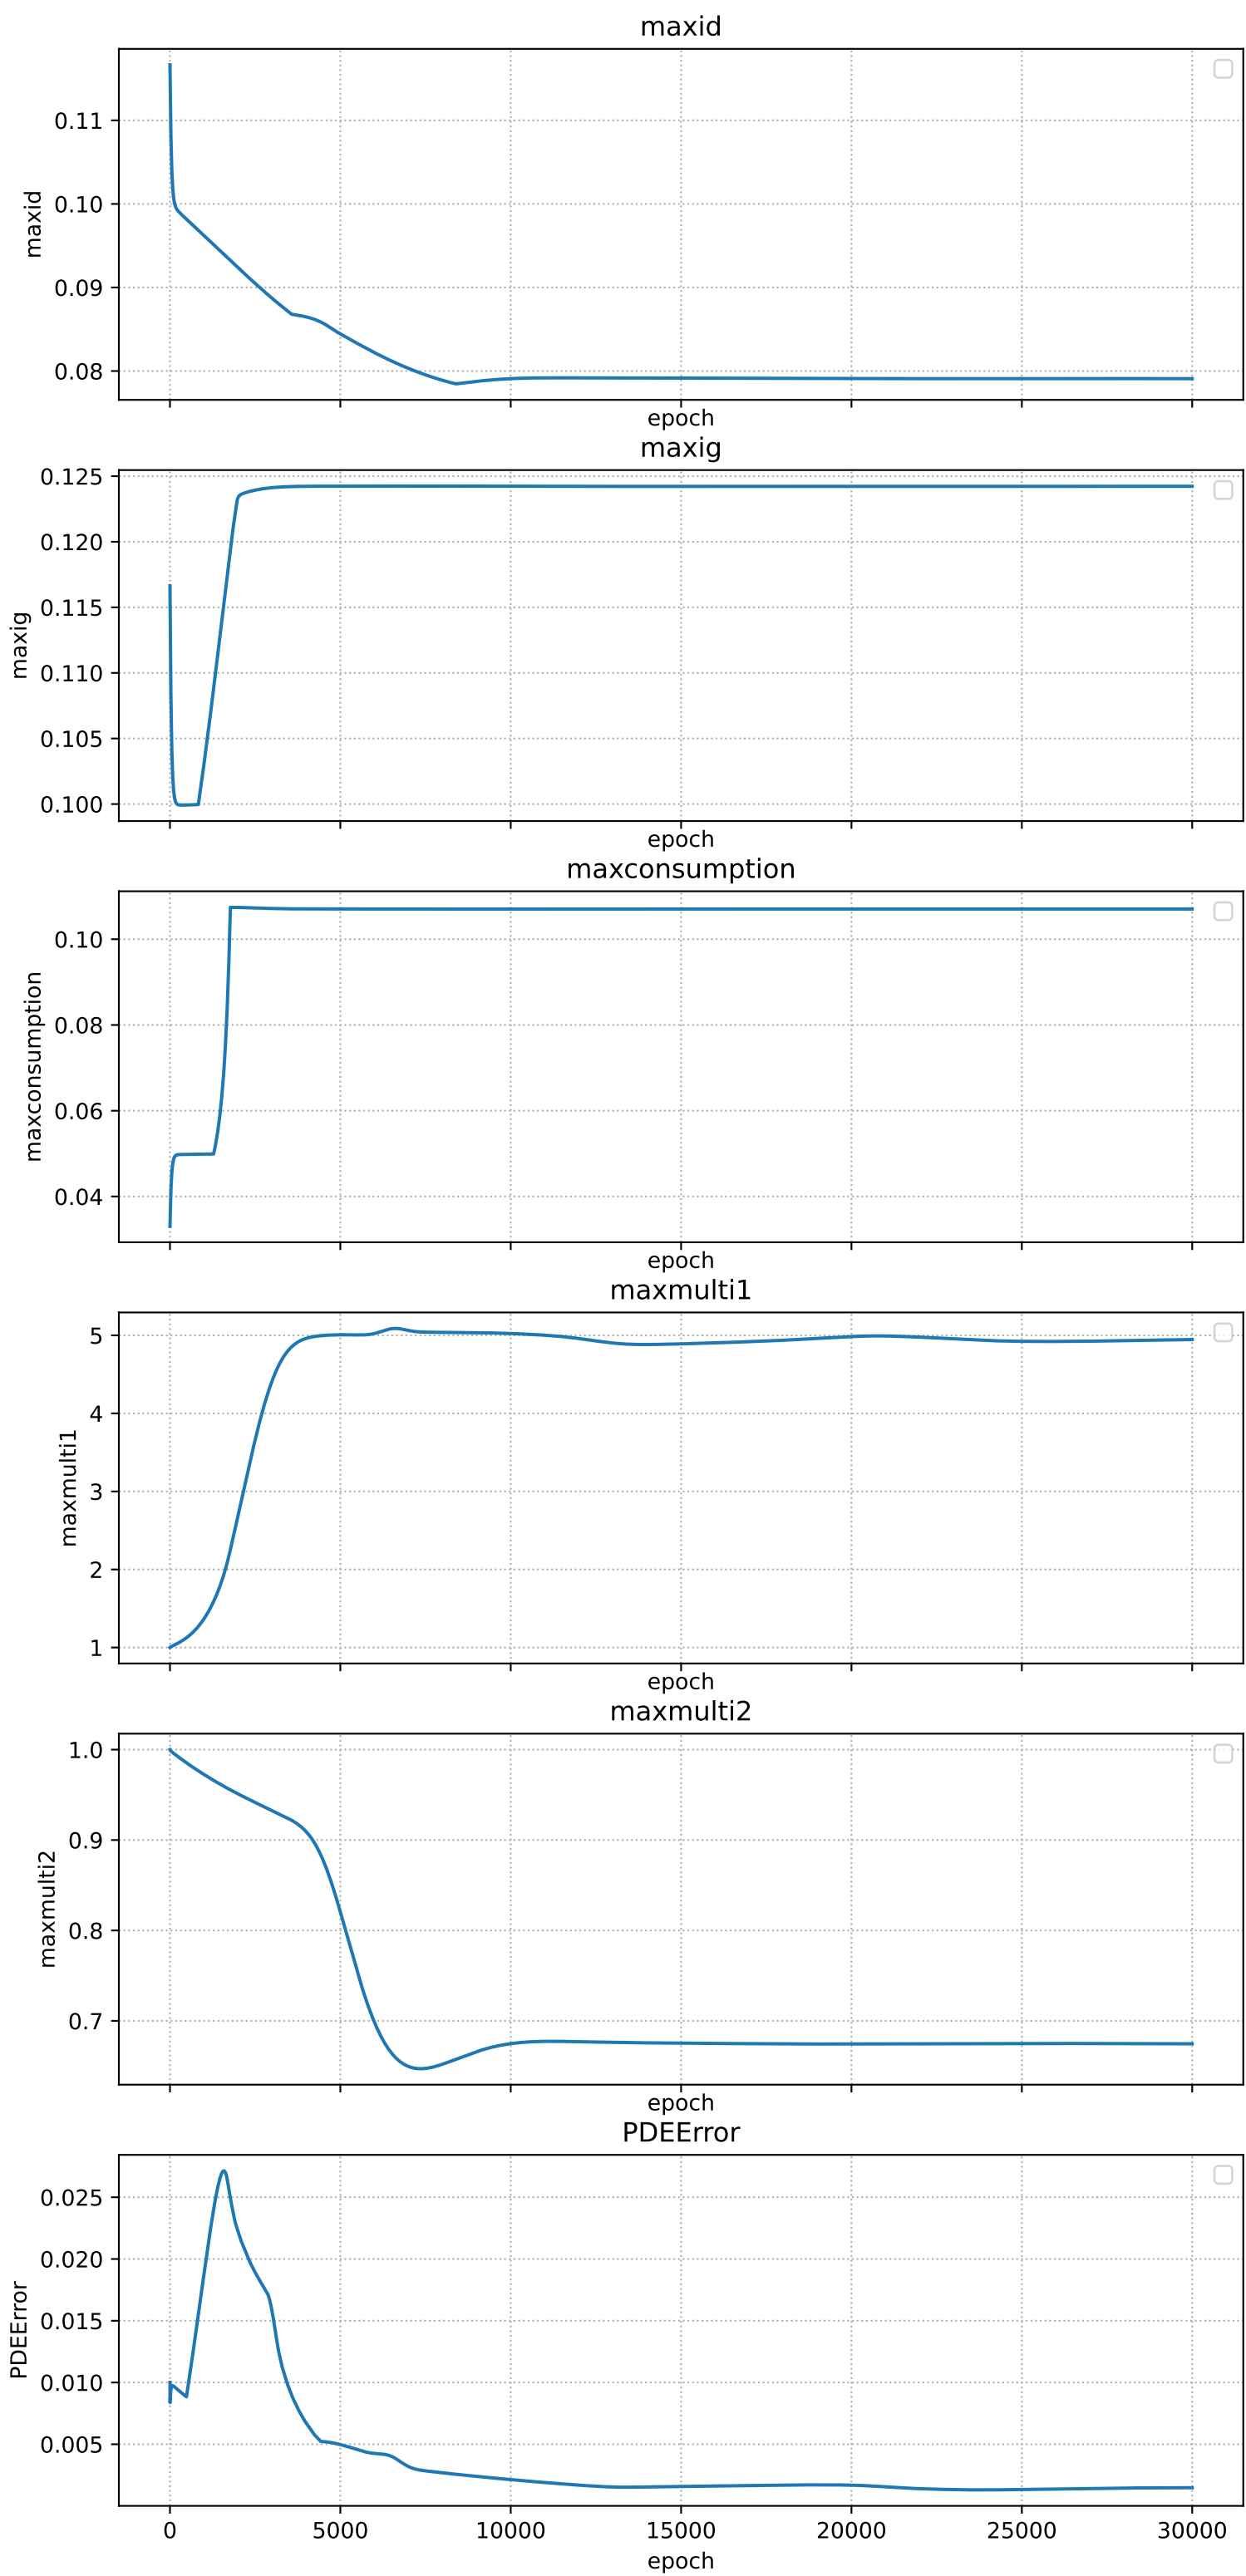 maxid
0.11
0.10
0.09
0.08
maxid
epoch
maxig
0.125
0.120
0.115
0.110
0.105
0.100
maxig
epoch
maxconsumption
0.10
0.08
0.06
0.04
maxconsumption
epoch
maxmulti1
5
4
3
2
1
maxmulti1
epoch
maxmulti2
1.0
0.9
0.8
0.7
maxmulti2
epoch
PDEError
0.025
0.020
0.015
0.010
0.005
PDEError
0 5000 10000 15000 20000 25000 30000
epoch